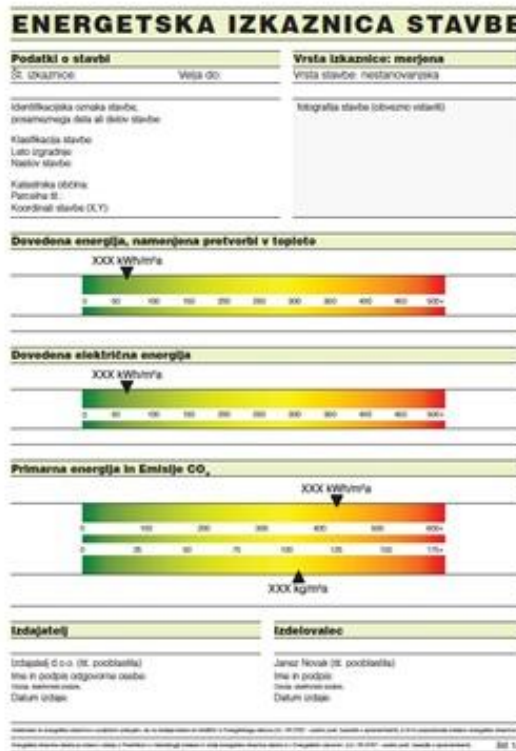 ENERGETSKA IZKAZNICA STAVBE
Podatki o stavbi
Št. izkaznice: Velja do:
Vrsta izkaznice: merjena
Vrsta stavbe: nestanovanjska
Identifikacijska oznaka stavbe,
posameznega dela ali delov stavbe:
Klasifikacija stavbe:
Leto izgradnje:
Naslov stavbe:
Katastrska občina:
Parcelna št.:
Koordinati stavbe (X,Y):
fotografija stavbe (obvezno vstaviti)
Dovedena energija, namenjena pretvorbi v toploto
XXX kWh/m²a
0 50 100 150 200 250 300 350 400 450 500+
Dovedena električna energija
XXX kWh/m²a
0 50 100 150 200 250 300 350 400 450 500+
Primarna energija in Emisije CO₂
XXX kWh/m²a
0 100 200 300 400 500 600+
0 25 50 75 100 125 150 175+
XXX kg/m²a
Izdajatelj
Izdajatelj d.o.o. (št. pooblastila)
Ime in podpis odgovorne osebe:
Datum izdaje:
Izdelovalec
Janez Novak (št. pooblastila)
Ime in podpis:
Datum izdaje: